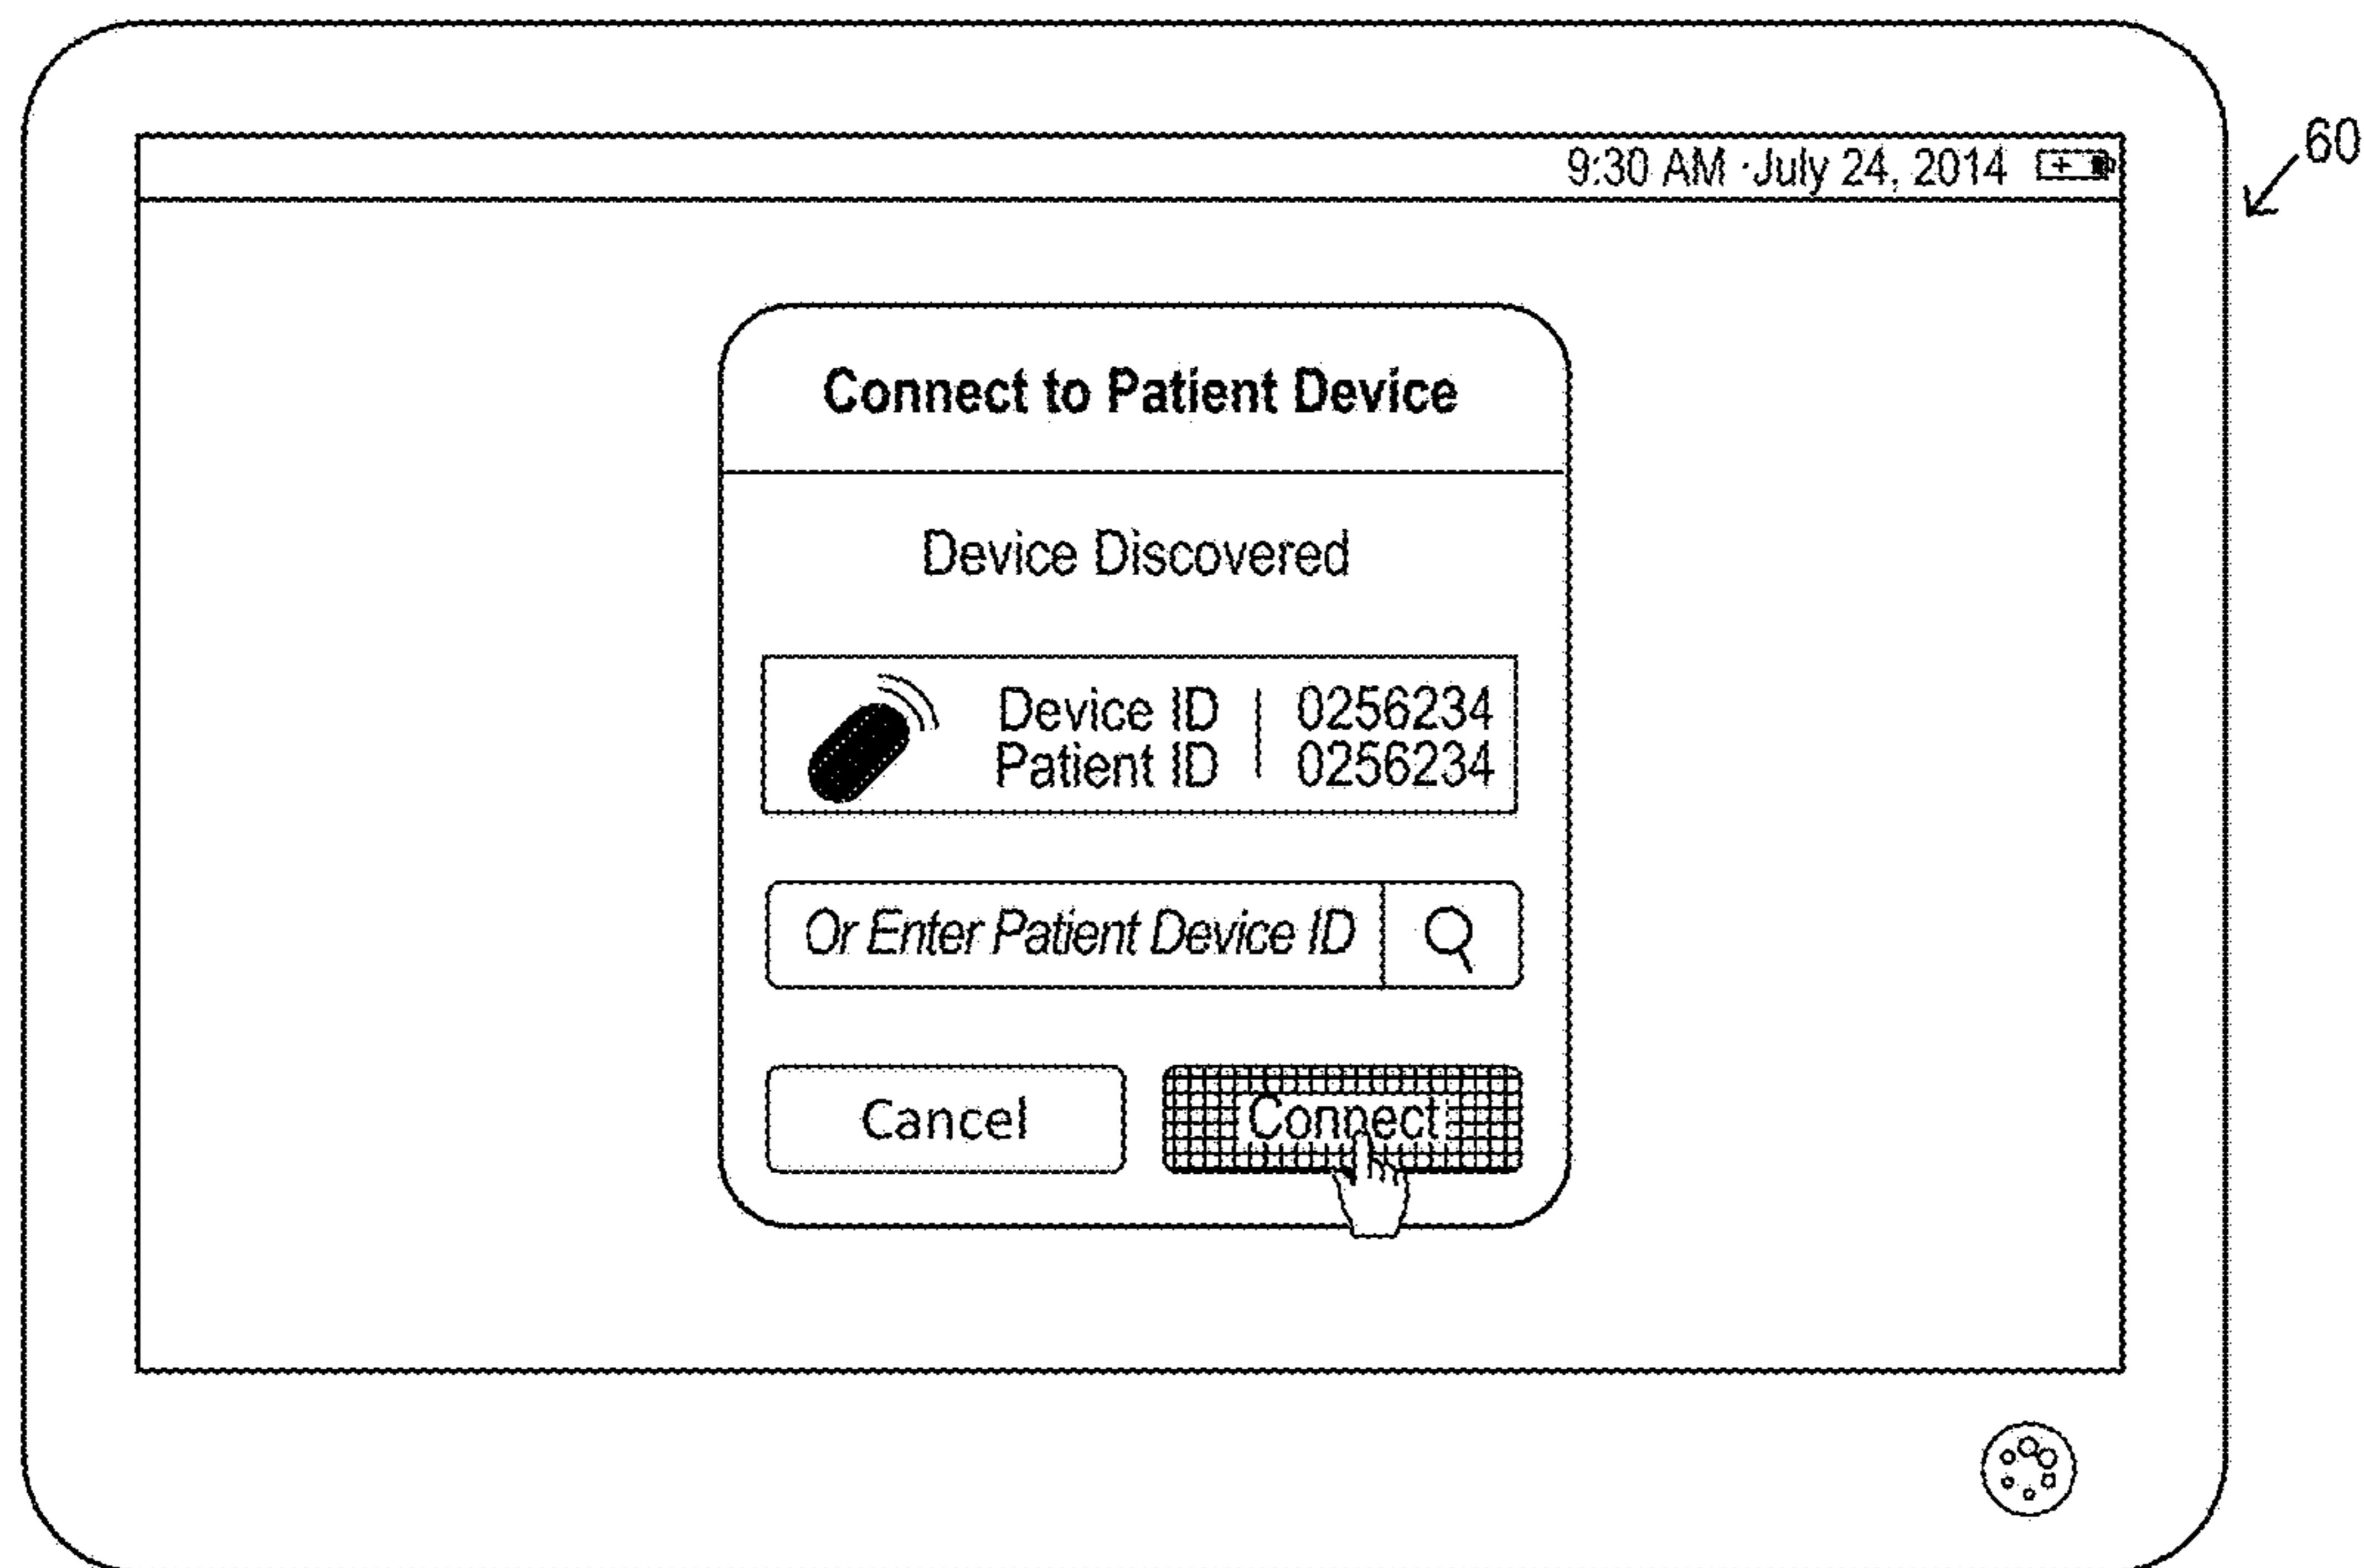 9:30 AM ·July 24, 2014
60
Connect to Patient Device
Device Discovered
Device ID | 0256234
Patient ID | 0256234
Or Enter Patient Device ID
Cancel
Connect